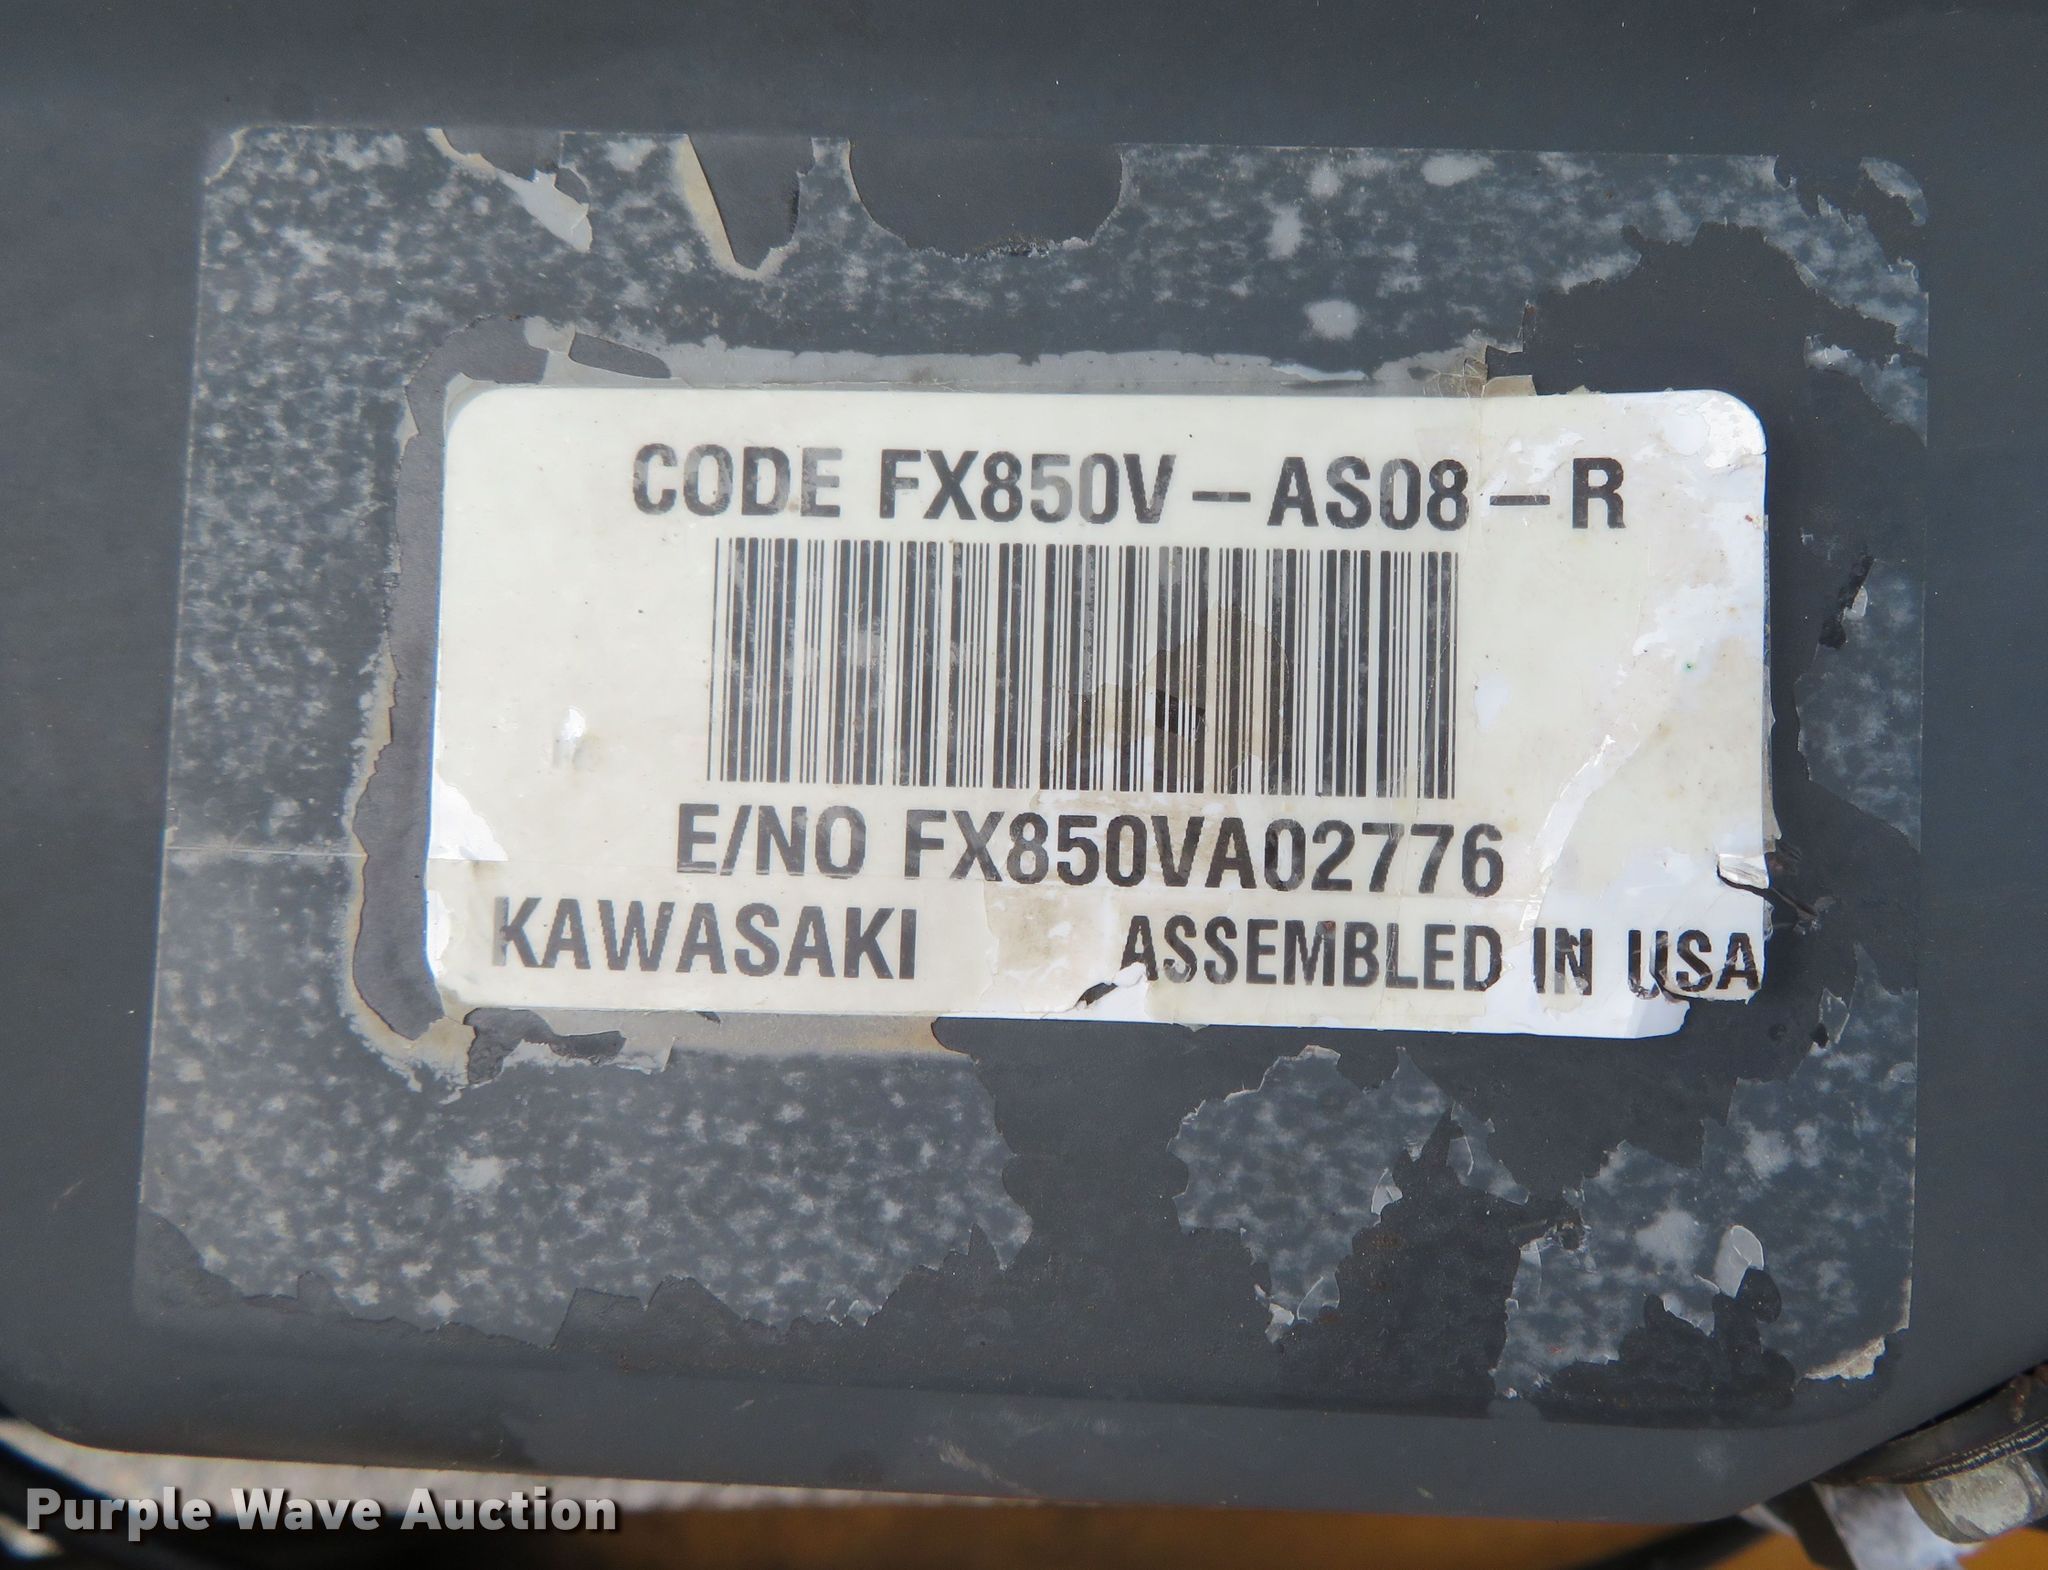 CODE FX850V-AS08-R
E/NO FX850VA02776
KAWASAKI ASSEMBLED IN USA
Purple Wave Auction